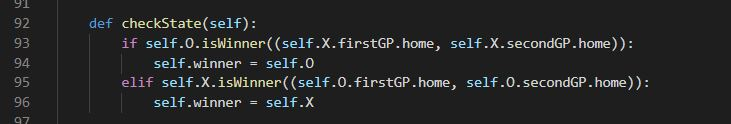 91
92 def checkState(self):
93 if self.O.isWinner((self.X.firstGP.home, self.X.secondGP.home)):
94 self.winner = self.O
95 elif self.X.isWinner((self.O.firstGP.home, self.O.secondGP.home)):
96 self.winner = self.X
97